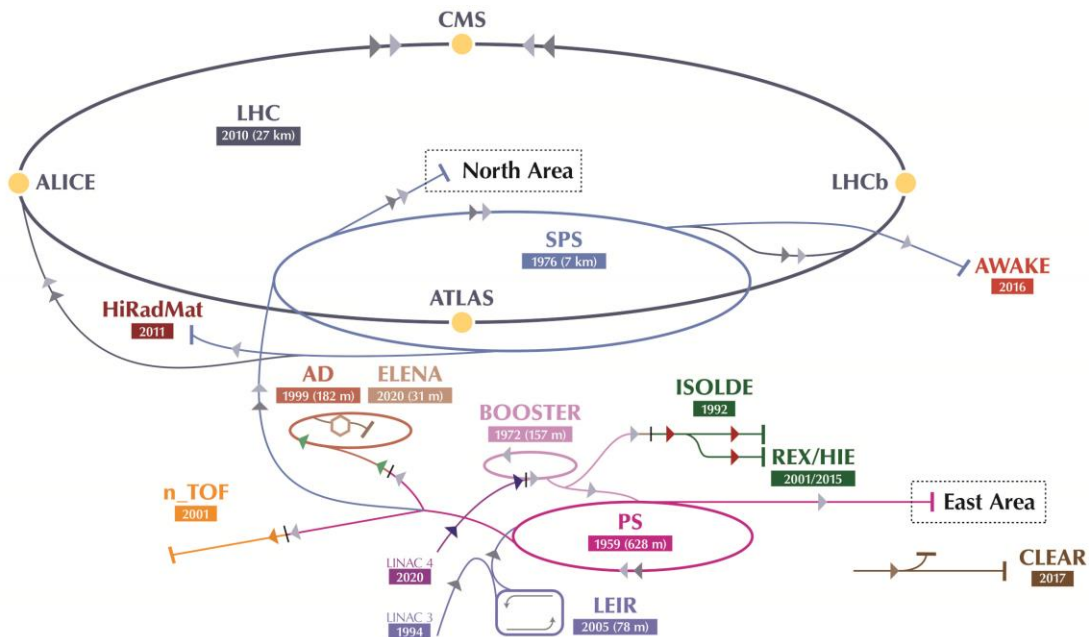 CMS
LHC
2010 (27 km)
North Area
ALICE
LHCb
SPS
1976 (7 km)
AWAKE
2016
ATLAS
HiRadMat
2011
AD
1999 (182 m)
ELENA
2020 (31 m)
ISOLDE
1992
BOOSTER
1972 (157 m)
REX/HIE
2001/2015
n_TOF
2001
East Area
PS
1959 (628 m)
LINAC 4
2020
CLEAR
2017
LINAC 3
1994
LEIR
2005 (78 m)